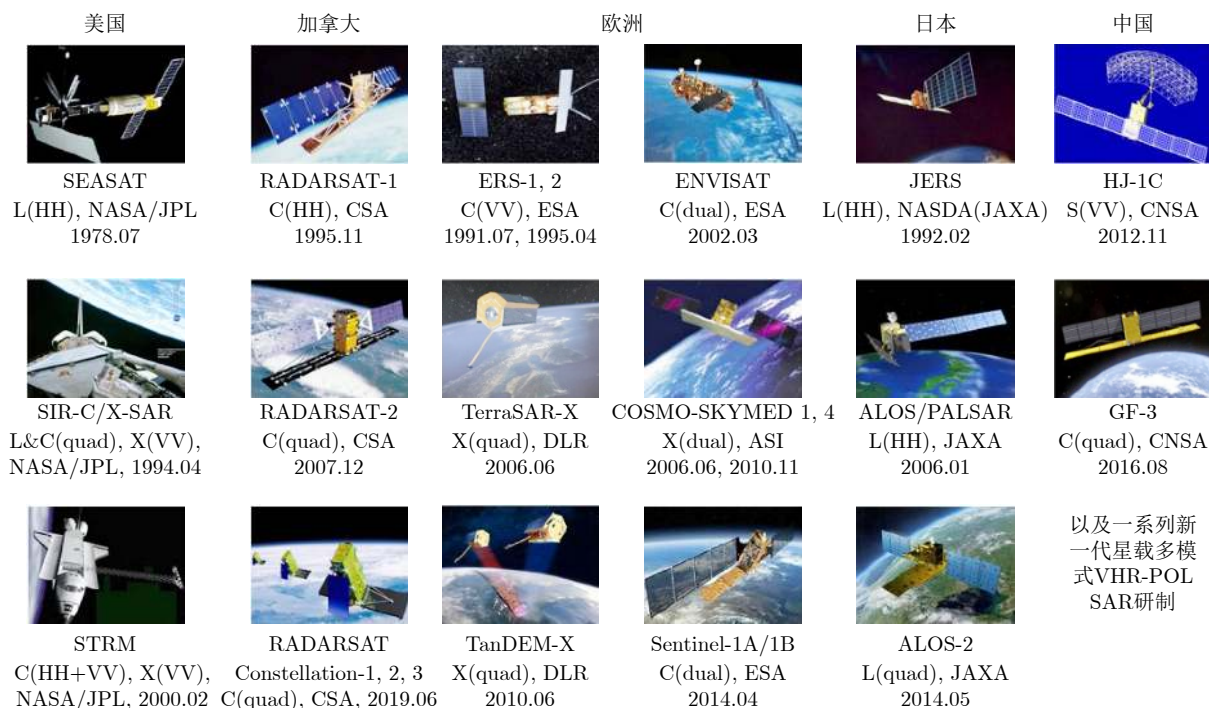 美国
加拿大
欧洲
日本
中国
SEASAT
L(HH), NASA/JPL
1978.07
RADARSAT-1
C(HH), CSA
1995.11
ERS-1, 2
C(VV), ESA
1991.07, 1995.04
ENVISAT
C(dual), ESA
2002.03
JERS
L(HH), NASDA(JAXA)
1992.02
HJ-1C
S(VV), CNSA
2012.11
SIR-C/X-SAR
L&C(quad), X(VV),
NASA/JPL, 1994.04
RADARSAT-2
C(quad), CSA
2007.12
TerraSAR-X
X(quad), DLR
2006.06
COSMO-SKYMED 1, 4
X(dual), ASI
2006.06, 2010.11
ALOS/PALSAR
L(HH), JAXA
2006.01
GF-3
C(quad), CNSA
2016.08
STRM
C(HH+VV), X(VV),
NASA/JPL, 2000.02
RADARSAT
Constellation-1, 2, 3
C(quad), CSA, 2019.06
TanDEM-X
X(quad), DLR
2010.06
Sentinel-1A/1B
C(dual), ESA
2014.04
ALOS-2
L(quad), JAXA
2014.05
以及一系列新
一代星载多模
式VHR-POL
SAR研制